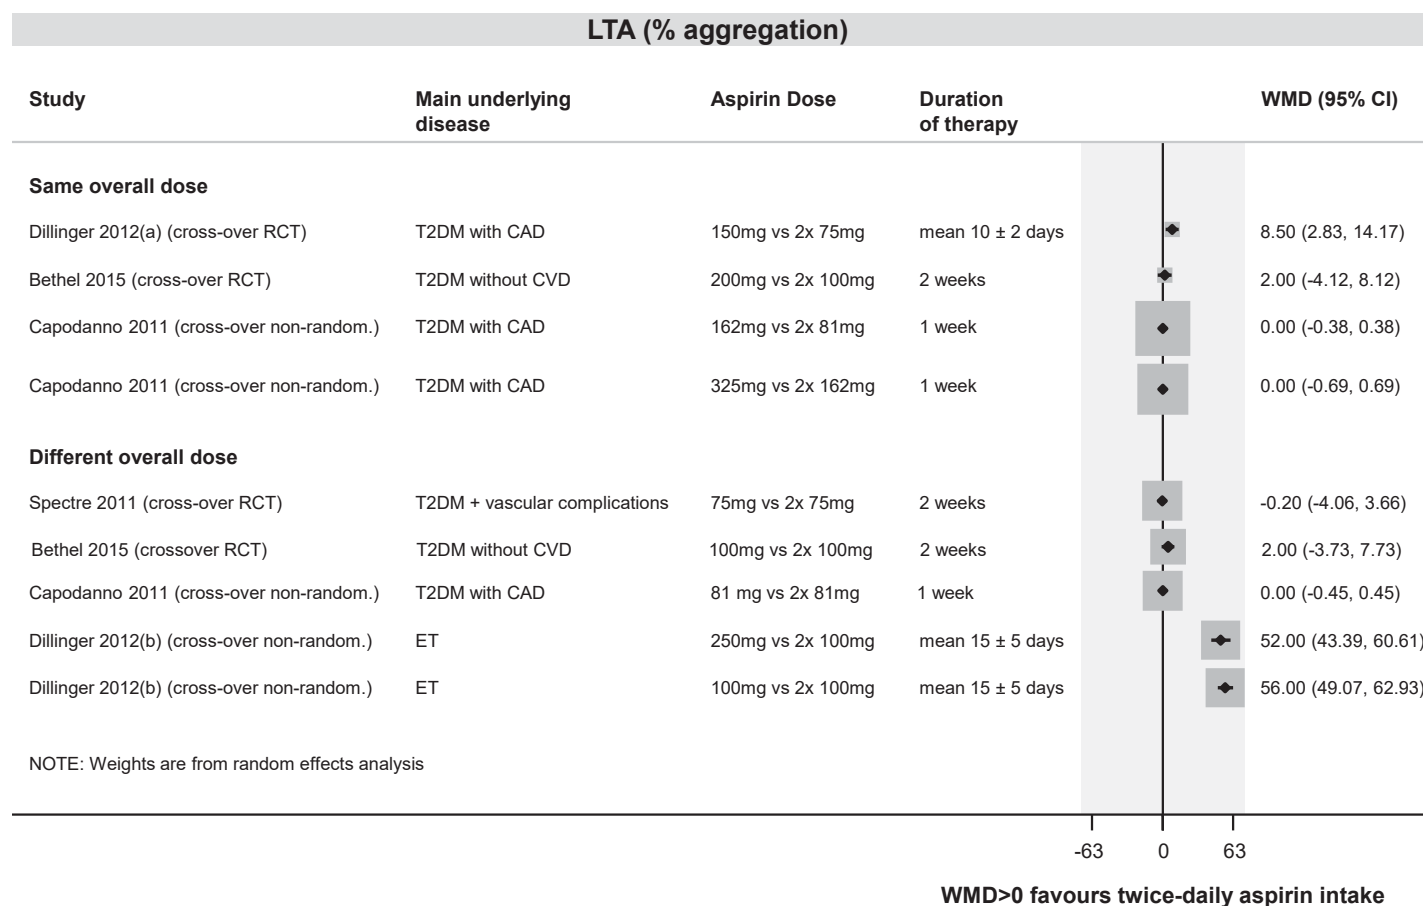 LTA (% aggregation)
Study Main underlying disease Aspirin Dose Duration of therapy WMD (95% CI)
Same overall dose
Dillinger 2012(a) (cross-over RCT) T2DM with CAD 150mg vs 2x 75mg mean 10 ± 2 days 8.50 (2.83, 14.17)
Bethel 2015 (cross-over RCT) T2DM without CVD 200mg vs 2x 100mg 2 weeks 2.00 (-4.12, 8.12)
Capodanno 2011 (cross-over non-random.) T2DM with CAD 162mg vs 2x 81mg 1 week 0.00 (-0.38, 0.38)
Capodanno 2011 (cross-over non-random.) T2DM with CAD 325mg vs 2x 162mg 1 week 0.00 (-0.69, 0.69)
Different overall dose
Spectre 2011 (cross-over RCT) T2DM + vascular complications 75mg vs 2x 75mg 2 weeks -0.20 (-4.06, 3.66)
Bethel 2015 (crossover RCT) T2DM without CVD 100mg vs 2x 100mg 2 weeks 2.00 (-3.73, 7.73)
Capodanno 2011 (cross-over non-random.) T2DM with CAD 81 mg vs 2x 81mg 1 week 0.00 (-0.45, 0.45)
Dillinger 2012(b) (cross-over non-random.) ET 250mg vs 2x 100mg mean 15 ± 5 days 52.00 (43.39, 60.61)
Dillinger 2012(b) (cross-over non-random.) ET 100mg vs 2x 100mg mean 15 ± 5 days 56.00 (49.07, 62.93)
NOTE: Weights are from random effects analysis
-63 0 63
WMD>0 favours twice-daily aspirin intake